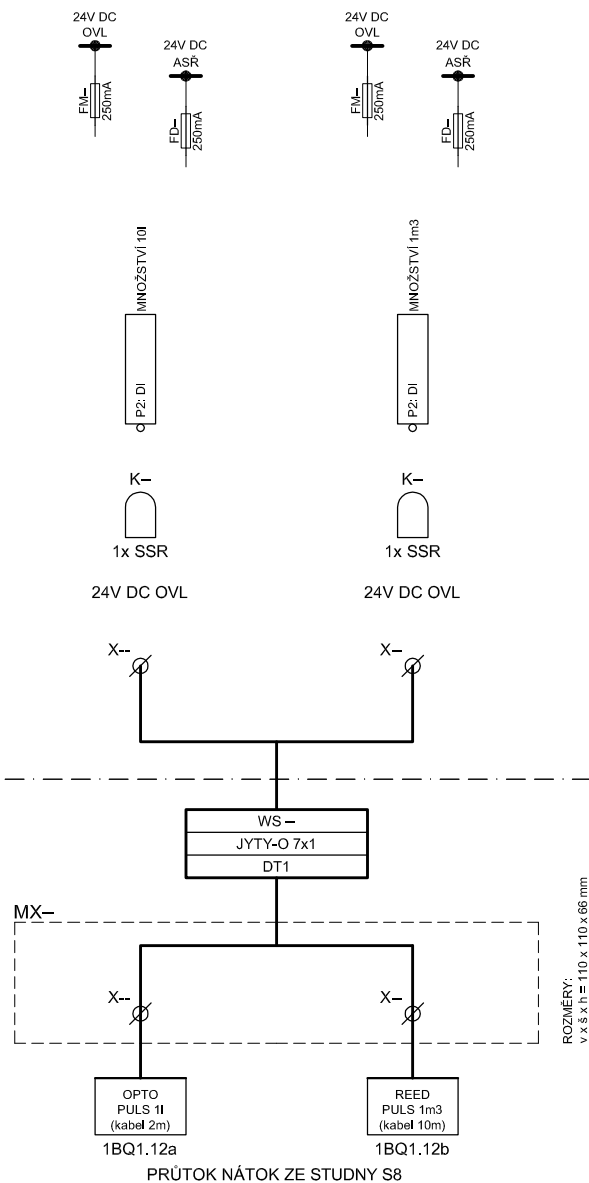 24V DC
OVL
24V DC
ASŘ
24V DC
OVL
24V DC
ASŘ
FM–
250mA
FD–
250mA
FM–
250mA
FD–
250mA
MNOŽSTVÍ 10l
MNOŽSTVÍ 1m3
P2: DI
P2: DI
K–
K–
1x SSR
1x SSR
24V DC OVL
24V DC OVL
X--
X–
WS –
JYTY-O 7x1
DT1
MX–
X--
X–
ROZMĚRY:
v x š x h = 110 x 110 x 66 mm
OPTO
PULS 1l
(kabel 2m)
REED
PULS 1m3
(kabel 10m)
1BQ1.12a
1BQ1.12b
PRŮTOK NÁTOK ZE STUDNY S8